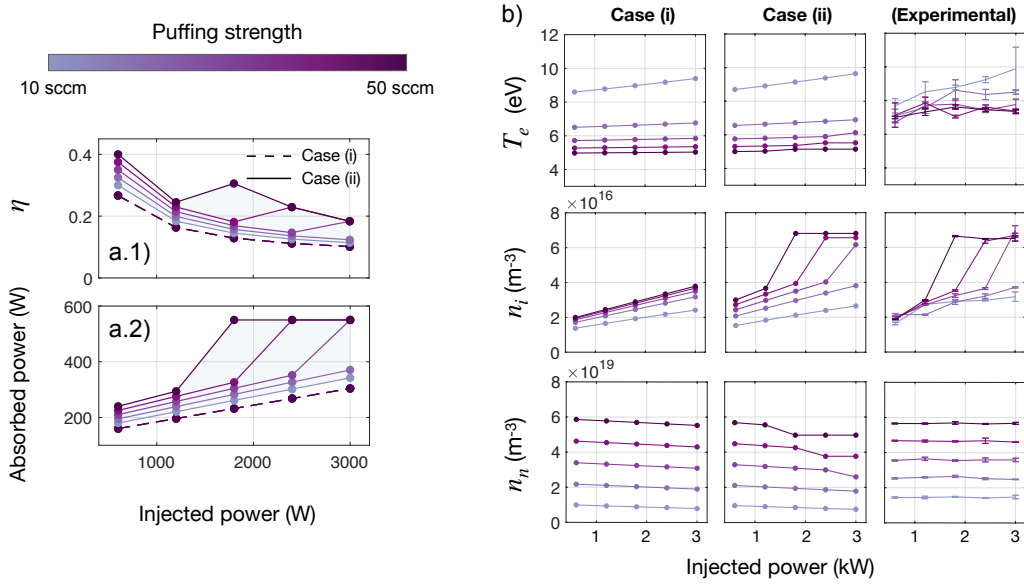 Puffing strength
10 sccm 50 sccm
a.1)
η
0.4
0.2
0
Case (i)
Case (ii)
a.2)
Absorbed power (W)
600
400
200
1000 2000 3000
Injected power (W)
b)
Case (i) Case (ii) (Experimental)
Te (eV)
12
10
8
6
4
×10^16
ni (m-3)
8
6
4
2
0
×10^19
nn (m-3)
8
6
4
2
0
1 2 3 1 2 3 1 2 3
Injected power (kW)